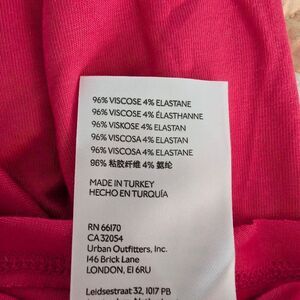 96% VISCOSE 4% ELASTANE
96% VISCOSE 4% ÉLASTHANNE
96% VISKOSE 4% ELASTAN
96% VISCOSA 4% ELASTAN
96% VISCOSA 4% ELASTANE
96% 粘胶纤维 4% 氨纶
MADE IN TURKEY
HECHO EN TURQUÍA
RN 66170
CA 32054
Urban Outfitters, Inc.
146 Brick Lane
LONDON, E1 6RU
Leidsestraat 32, 1017 PB